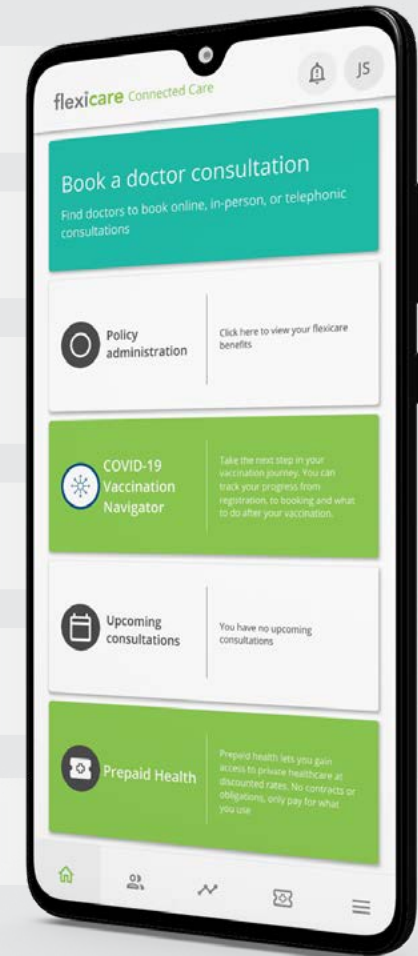 flexicare Connected Care
JS
Book a doctor consultation
Find doctors to book online, in-person, or telephonic
consultations
Policy
administration
Click here to view your flexicare
benefits
COVID-19
Vaccination
Navigator
Take the next step in your
vaccination journey. You can
track your progress from
registration, to booking and what
to do after your vaccination.
Upcoming
consultations
You have no upcoming
consultations
Prepaid Health
Prepaid health lets you gain
access to private healthcare at
discounted rates. No contracts or
obligations, only pay for what
you use